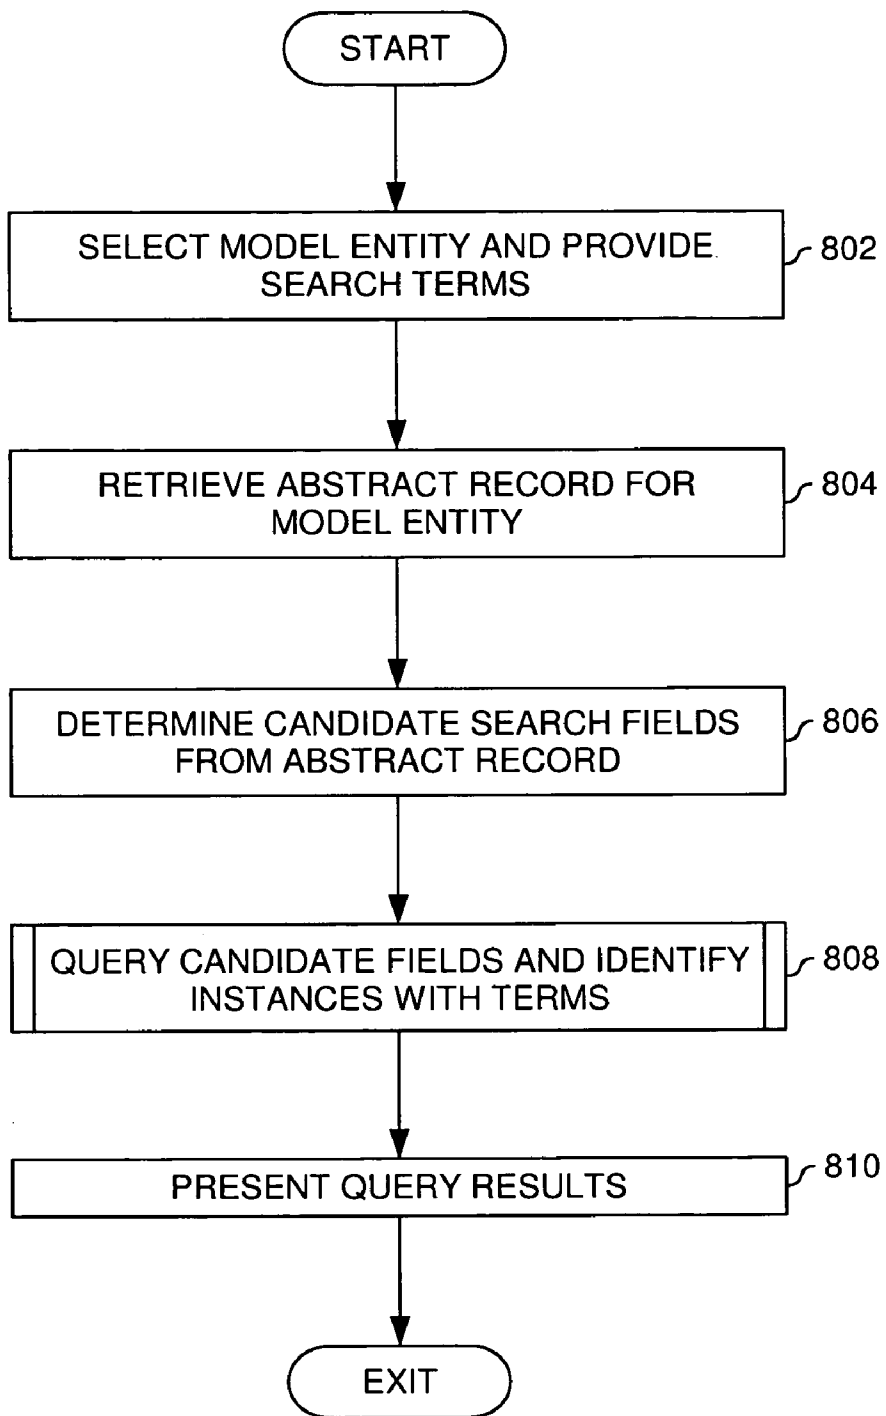 START
SELECT MODEL ENTITY AND PROVIDE
SEARCH TERMS
802
RETRIEVE ABSTRACT RECORD FOR
MODEL ENTITY
804
DETERMINE CANDIDATE SEARCH FIELDS
FROM ABSTRACT RECORD
806
QUERY CANDIDATE FIELDS AND IDENTIFY
INSTANCES WITH TERMS
808
PRESENT QUERY RESULTS
810
EXIT